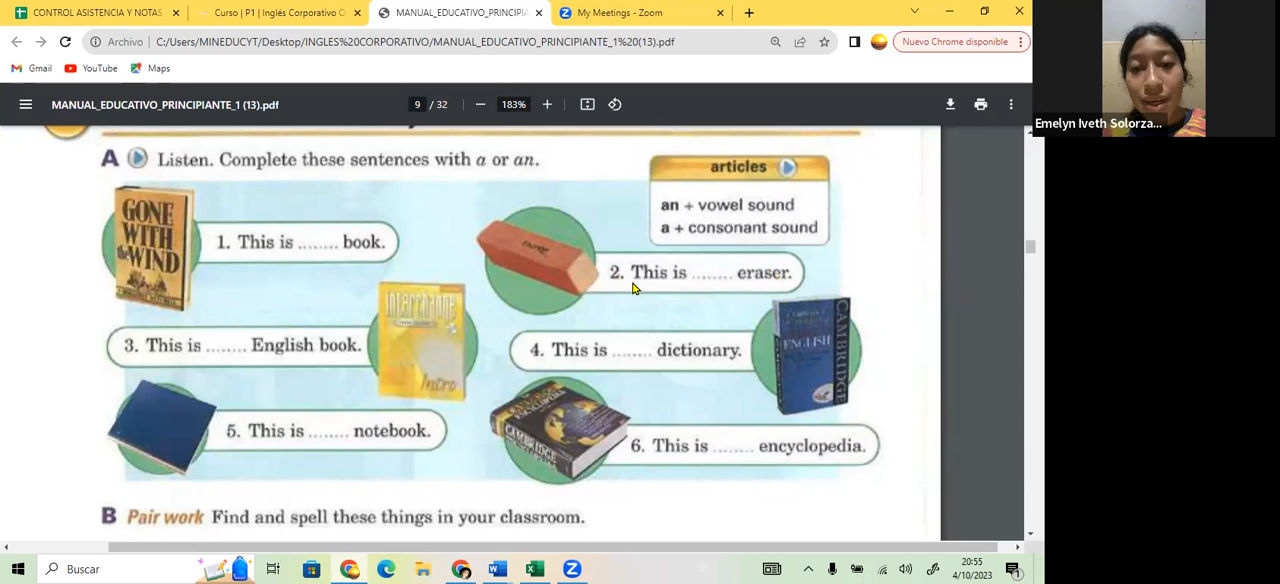 CONTROL ASISTENCIA Y NOTAS
Curso | P1 | Inglés Corporativo O
MANUAL_EDUCATIVO_PRINCIPIA
My Meetings - Zoom
Archivo
C:/Users/MINEDUCYT/Desktop/INGLES%20CORPORATIVO/MANUAL_EDUCATIVO_PRINCIPIANTE_1%20(13).pdf
Nuevo Chrome disponible
Gmail
YouTube
Maps
MANUAL_EDUCATIVO_PRINCIPIANTE_1 (13).pdf
9 / 32
183%
Emelyn Iveth Solorza...
A Listen. Complete these sentences with a or an.
articles
an + vowel sound
a + consonant sound
GONE
WITH
the WIND
1. This is ........ book.
2. This is ........ eraser.
3. This is ........ English book.
interchange
Intro
4. This is ........ dictionary.
ENGLISH
CAMBRIDGE
5. This is ........ notebook.
CAMBRIDGE
6. This is ........ encyclopedia.
B Pair work Find and spell these things in your classroom.
Buscar
20:55
4/10/2023